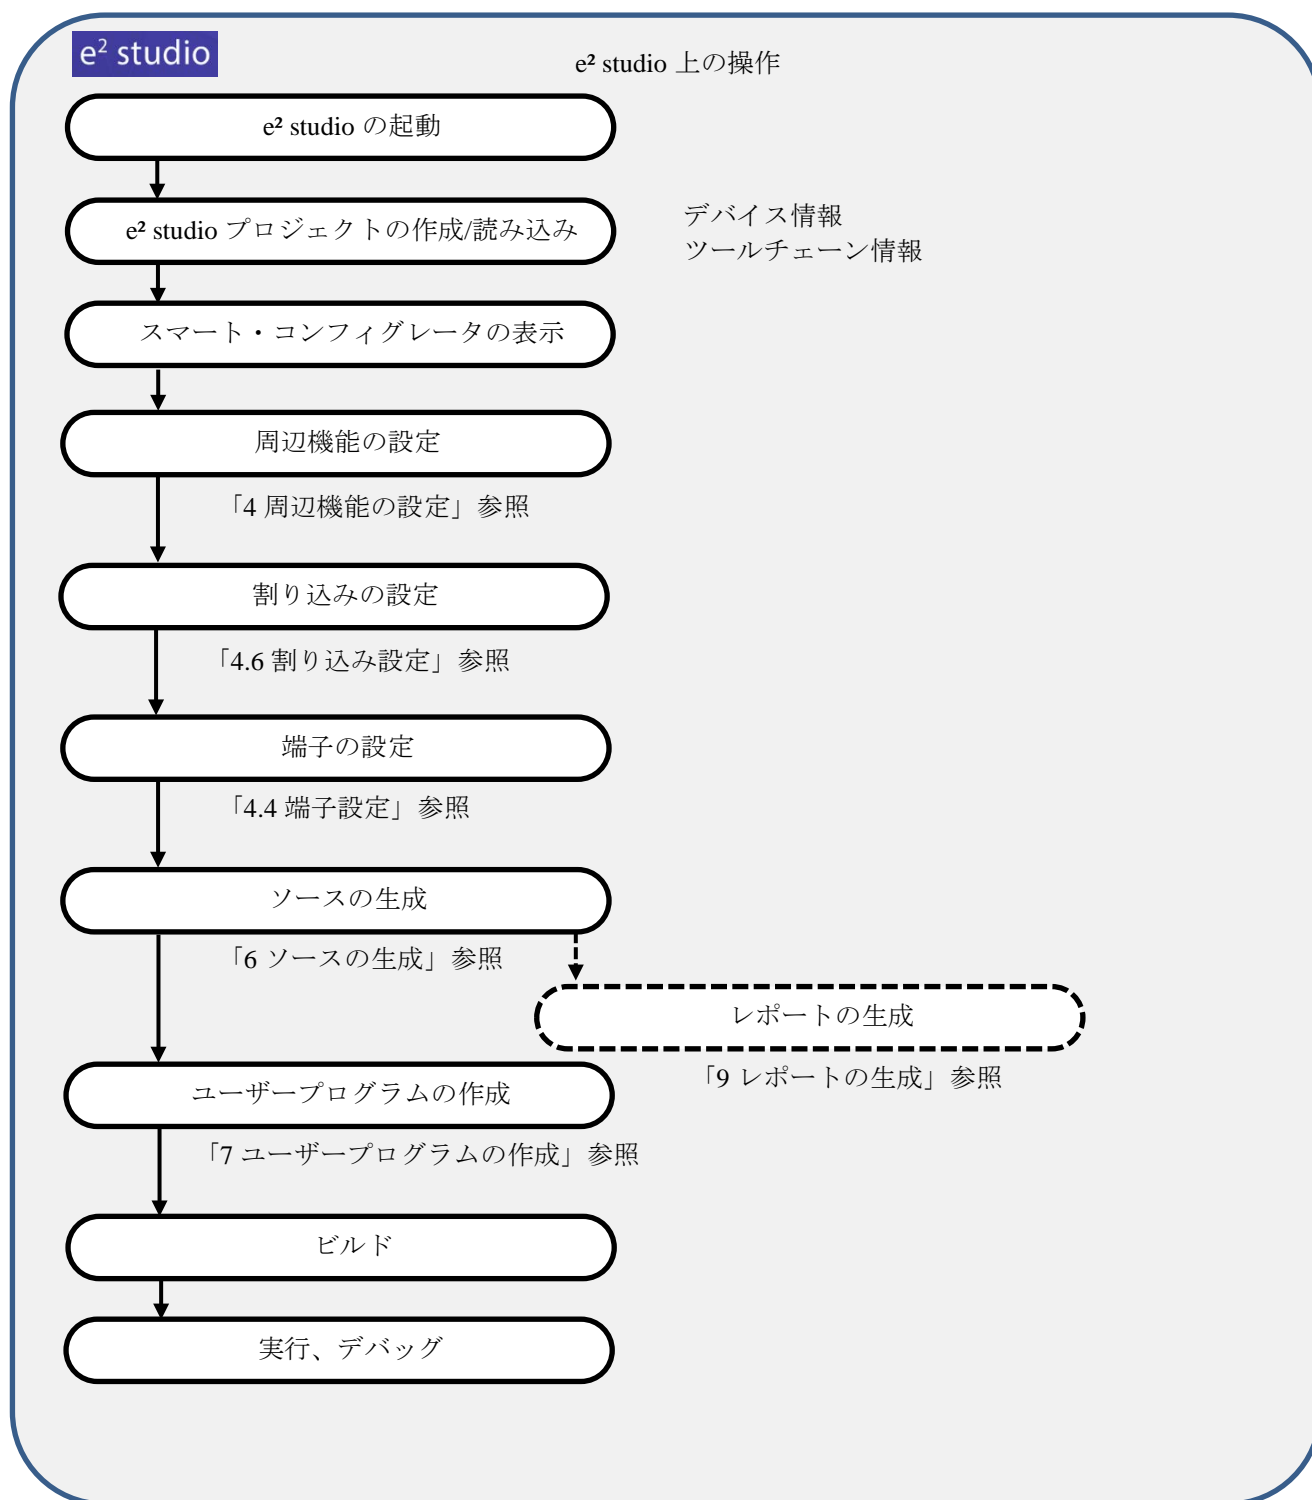 e² studio
e² studio 上の操作
e² studio の起動
e² studio プロジェクトの作成/読み込み
デバイス情報
ツールチェーン情報
スマート・コンフィグレータの表示
周辺機能の設定
「4 周辺機能の設定」参照
割り込みの設定
「4.6 割り込み設定」参照
端子の設定
「4.4 端子設定」参照
ソースの生成
「6 ソースの生成」参照
レポートの生成
「9 レポートの生成」参照
ユーザープログラムの作成
「7 ユーザープログラムの作成」参照
ビルド
実行、デバッグ